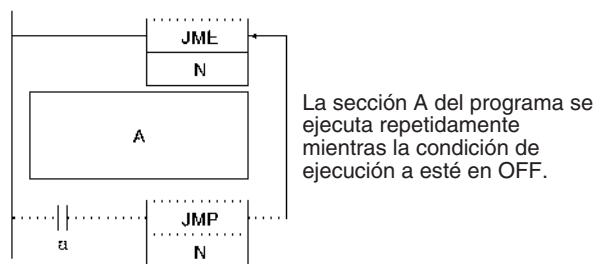 JME
N
A
La sección A del programa se
ejecuta repetidamente
mientras la condición de
ejecución a esté en OFF.
JMP
a
N